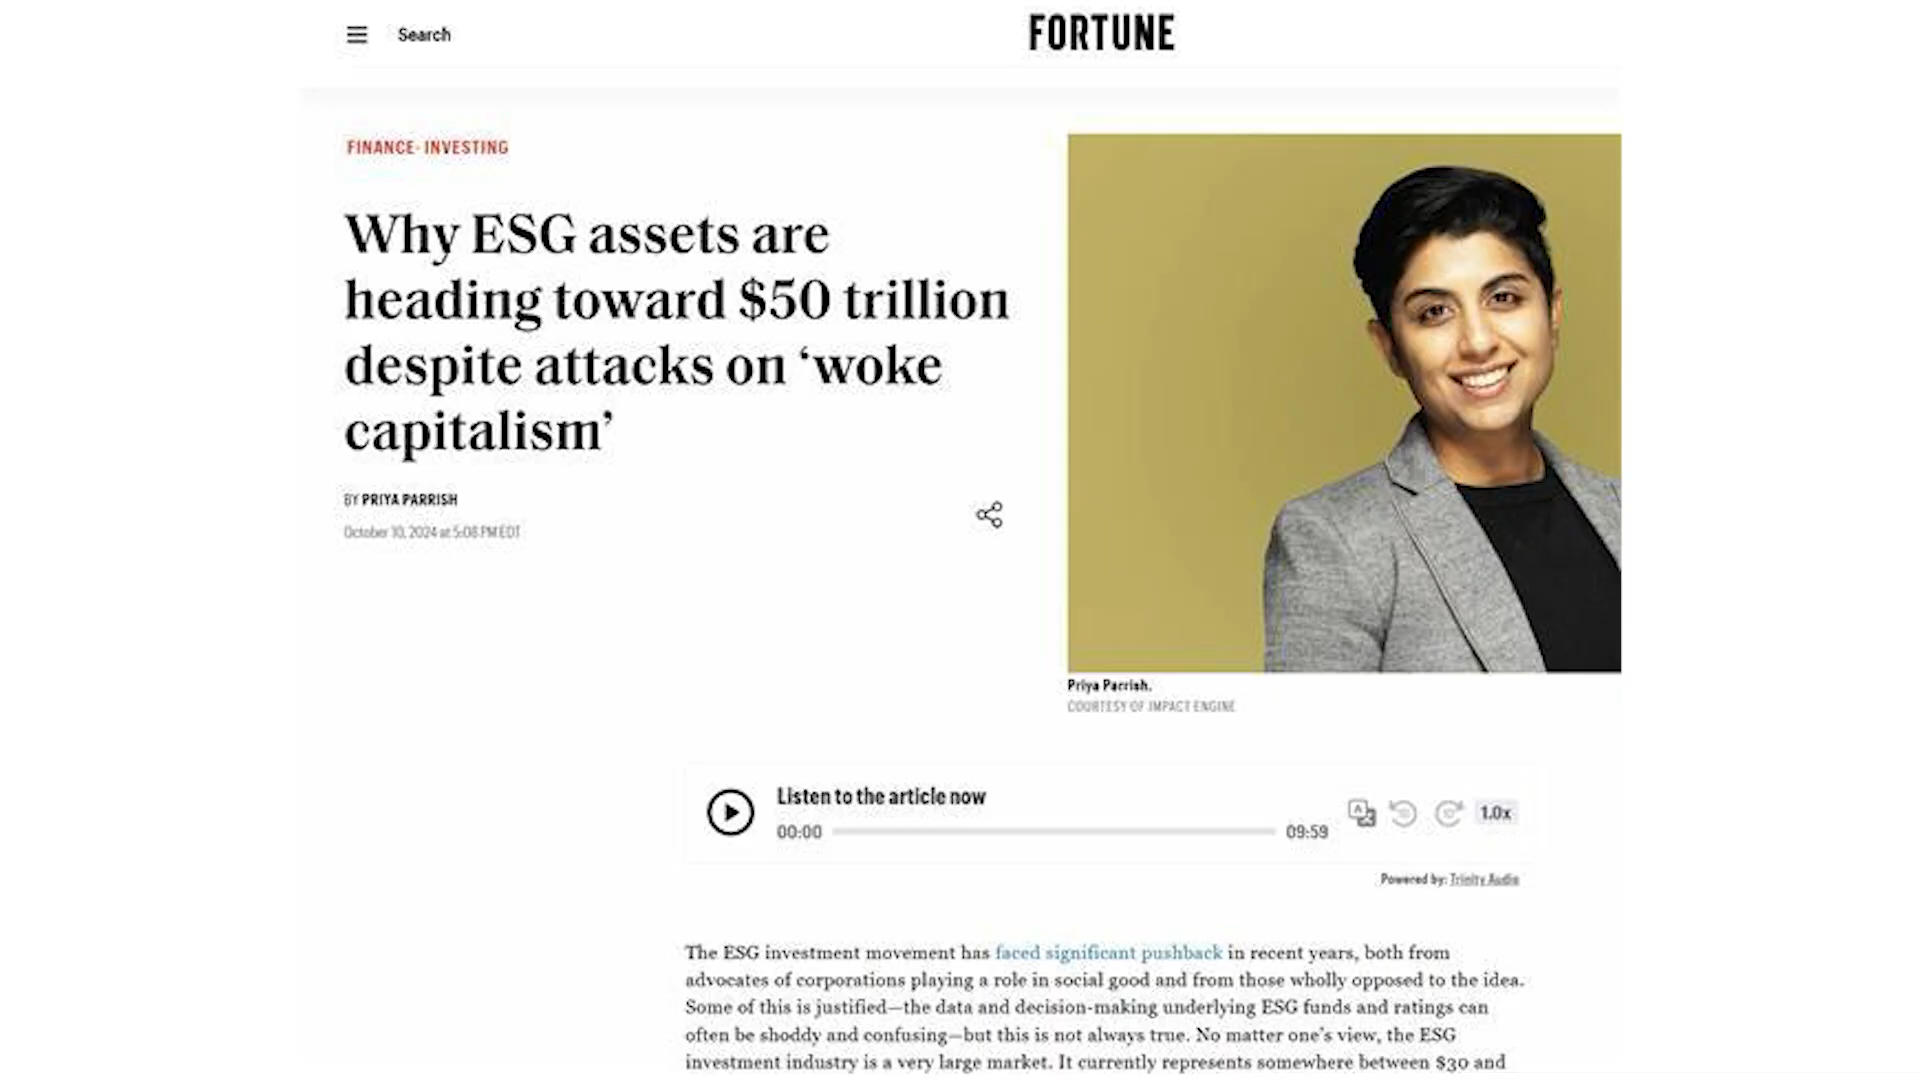 Search
FORTUNE
FINANCE· INVESTING
Why ESG assets are
heading toward $50 trillion
despite attacks on ‘woke
capitalism’
BY PRIYA PARRISH
October 10, 2024 at 5:08 PM EDT
Priya Parrish.
COURTESY OF IMPACT ENGINE
Listen to the article now
00:00
09:59
1.0x
Powered by: Trinity Audio
The ESG investment movement has faced significant pushback in recent years, both from
advocates of corporations playing a role in social good and from those wholly opposed to the idea.
Some of this is justified—the data and decision-making underlying ESG funds and ratings can
often be shoddy and confusing—but this is not always true. No matter one’s view, the ESG
investment industry is a very large market. It currently represents somewhere between $30 and